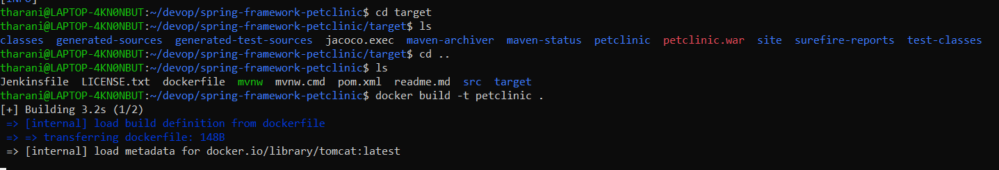 [INFO]
tharani@LAPTOP-4KN0NBUT:~/devop/spring-framework-petclinic$ cd target
tharani@LAPTOP-4KN0NBUT:~/devop/spring-framework-petclinic/target$ ls
classes  generated-sources  generated-test-sources  jacoco.exec  maven-archiver  maven-status  petclinic  petclinic.war  site  surefire-reports  test-classes
tharani@LAPTOP-4KN0NBUT:~/devop/spring-framework-petclinic/target$ cd ..
tharani@LAPTOP-4KN0NBUT:~/devop/spring-framework-petclinic$ ls
Jenkinsfile  LICENSE.txt  dockerfile  mvnw  mvnw.cmd  pom.xml  readme.md  src  target
tharani@LAPTOP-4KN0NBUT:~/devop/spring-framework-petclinic$ docker build -t petclinic .
[+] Building 3.2s (1/2)
 => [internal] load build definition from dockerfile
 => => transferring dockerfile: 148B
 => [internal] load metadata for docker.io/library/tomcat:latest